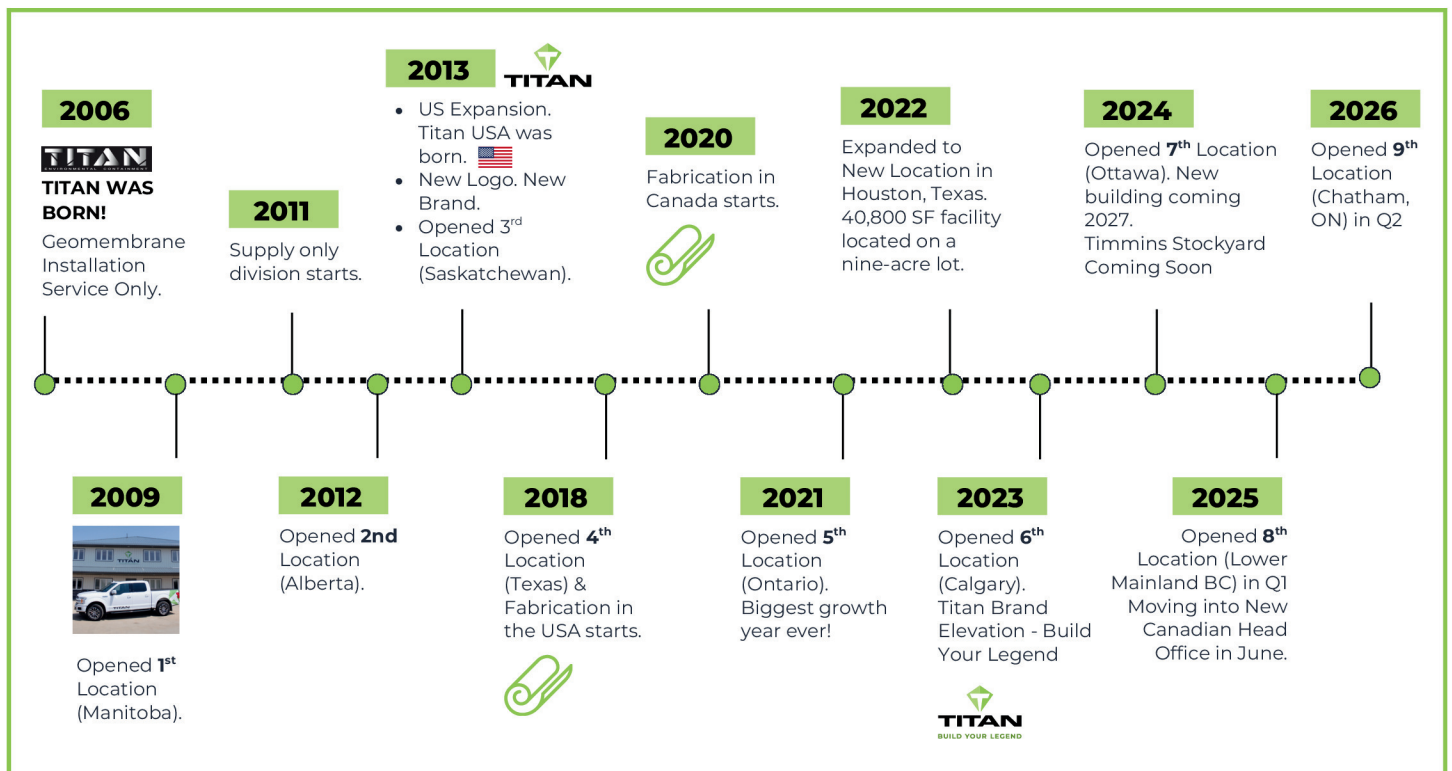 2006
TITAN
ENVIRONMENTAL CONTAINMENT
TITAN WAS
BORN!
Geomembrane
Installation
Service Only.
2009
TITAN
Opened 1st
Location
(Manitoba).
2011
Supply only
division starts.
2012
Opened 2nd
Location
(Alberta).
2013
TITAN
• US Expansion.
Titan USA was
born.
• New Logo. New
Brand.
• Opened 3rd
Location
(Saskatchewan).
2018
Opened 4th
Location
(Texas) &
Fabrication in
the USA starts.
2020
Fabrication in
Canada starts.
2021
Opened 5th
Location
(Ontario).
Biggest growth
year ever!
2022
Expanded to
New Location in
Houston, Texas.
40,800 SF facility
located on a
nine-acre lot.
2023
Opened 6th
Location
(Calgary).
Titan Brand
Elevation - Build
Your Legend
TITAN
BUILD YOUR LEGEND
2024
Opened 7th Location
(Ottawa). New
building coming
2027.
Timmins Stockyard
Coming Soon
2025
Opened 8th
Location (Lower
Mainland BC) in Q1
Moving into New
Canadian Head
Office in June.
2026
Opened 9th
Location
(Chatham,
ON) in Q2